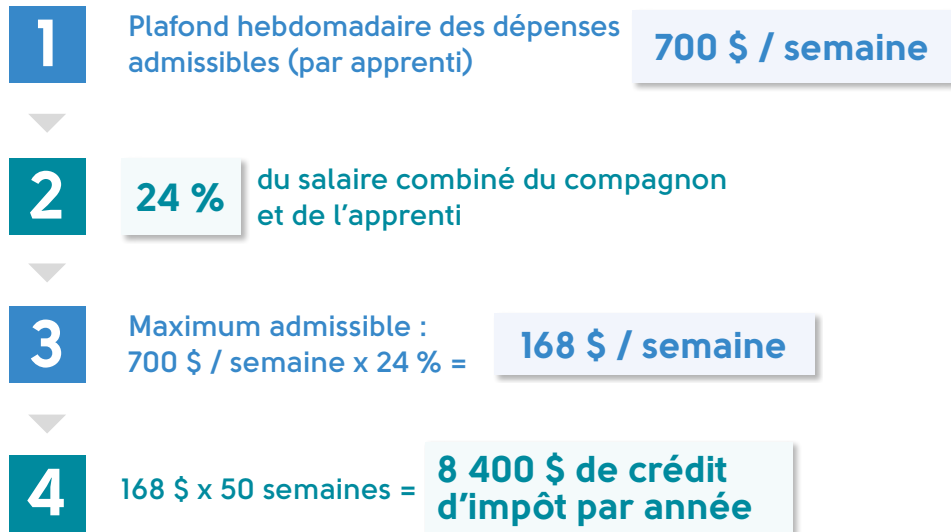 1
Plafond hebdomadaire des dépenses
admissibles (par apprenti)
700 $ / semaine
2
24 %
du salaire combiné du compagnon
et de l’apprenti
3
Maximum admissible :
700 $ / semaine x 24 % =
168 $ / semaine
4
168 $ x 50 semaines =
8 400 $ de crédit
d’impôt par année